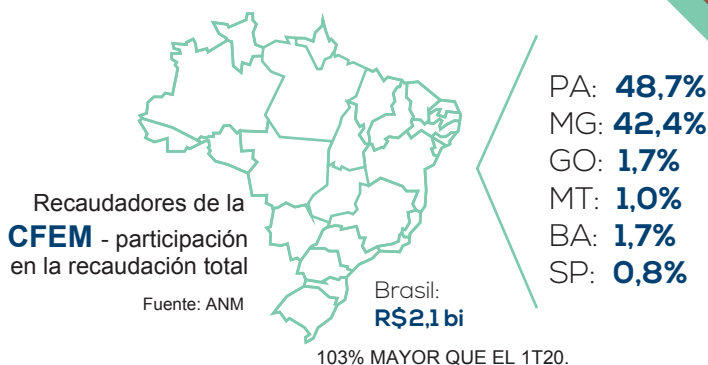 Recaudadores de la
CFEM - participación
en la recaudación total
Fuente: ANM
Brasil:
R$2,1 bi
103% MAYOR QUE EL 1T20.
PA: 48,7%
MG: 42,4%
GO: 1,7%
MT: 1,0%
BA: 1,7%
SP: 0,8%